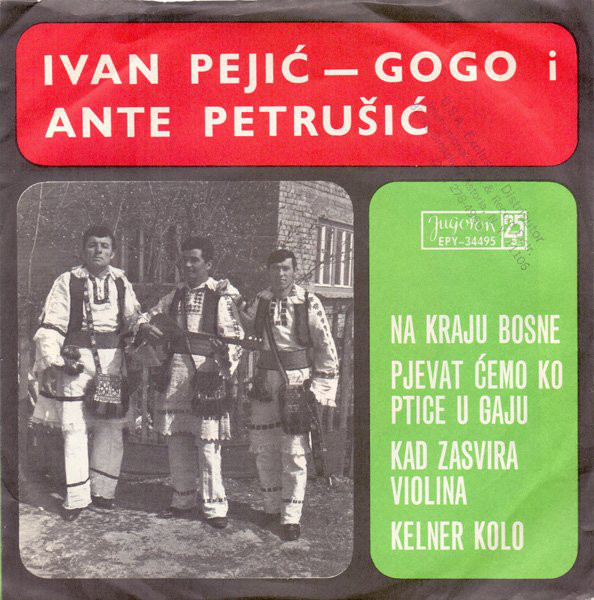 IVAN PEJIĆ — GOGO i
ANTE PETRUŠIĆ
Jugoton
EPY-34495
25
NA KRAJU BOSNE
PJEVAT ĆEMO KO
PTICE U GAJU
KAD ZASVIRA
VIOLINA
KELNER KOLO